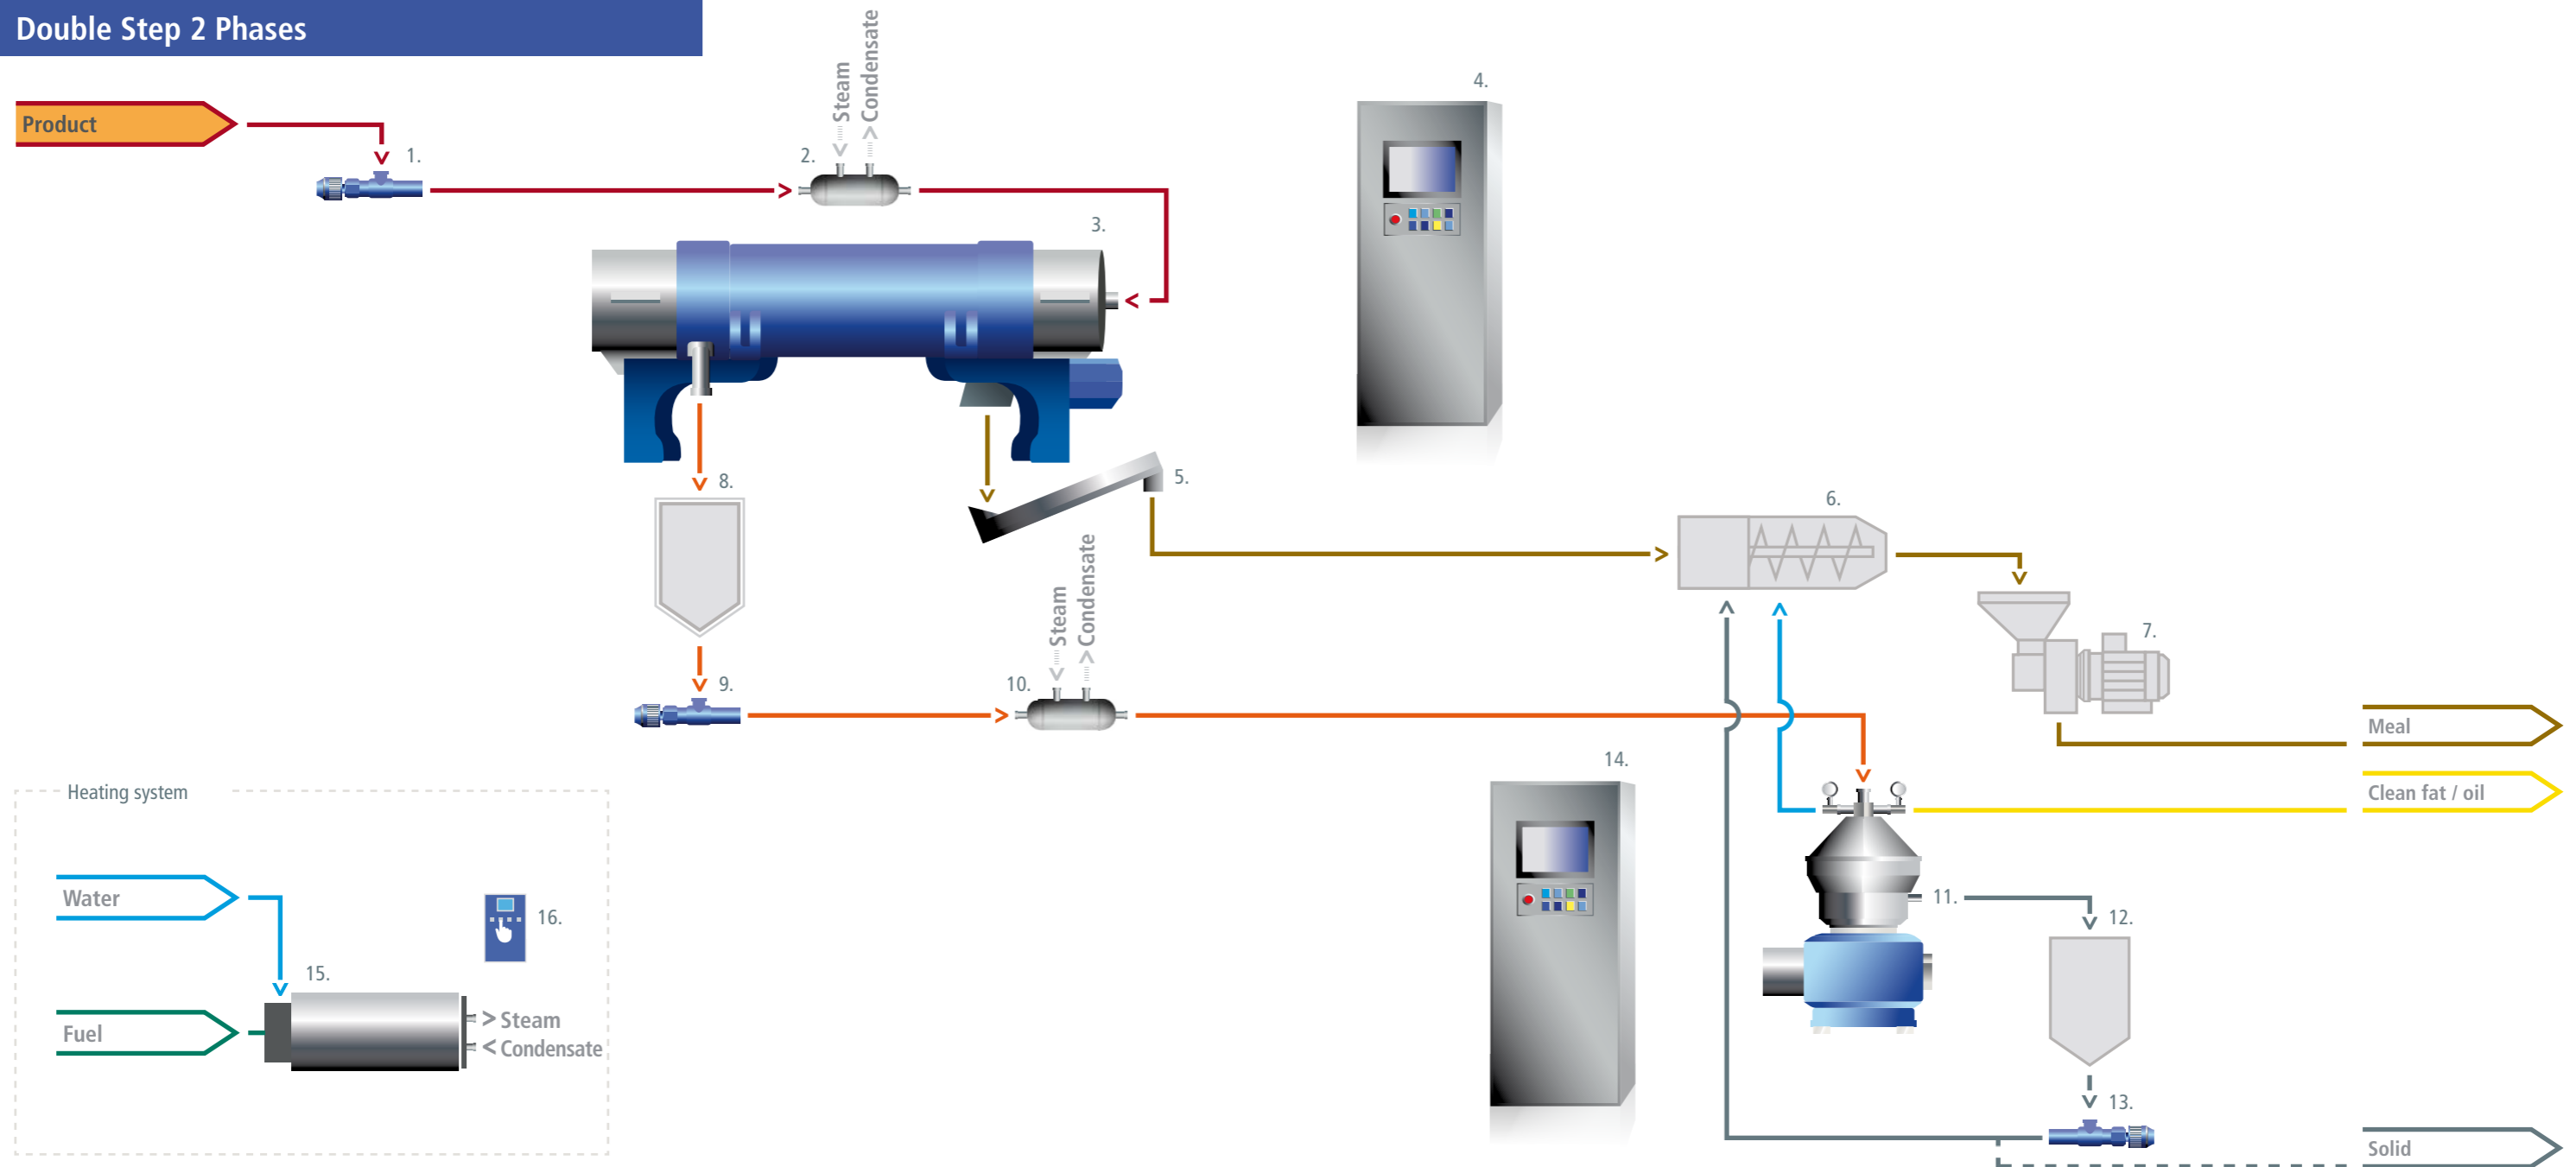 Double Step 2 Phases
Steam
Condensate
4.
Product
1.
2.
3.
5.
8.
6.
Steam
Condensate
7.
9.
10.
Meal
14.
Heating system
Clean fat / oil
Water
11.
16.
12.
15.
Steam
Fuel
Condensate
13.
Solid